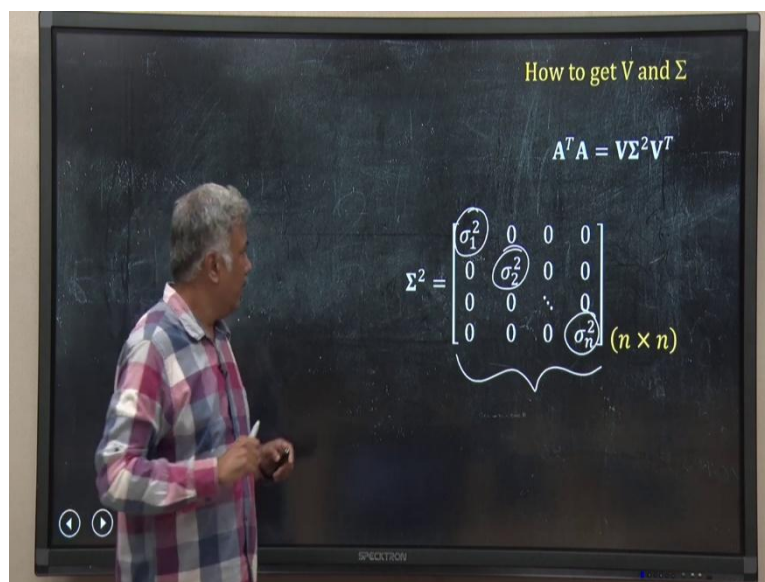 How to get V and Σ
AᵀA = VΣ²Vᵀ
Σ² = [σ₁² 0 0 0
0 σ₂² 0 0
0 0 ⋱ 0
0 0 0 σₙ²] (n × n)
SPECKTRON